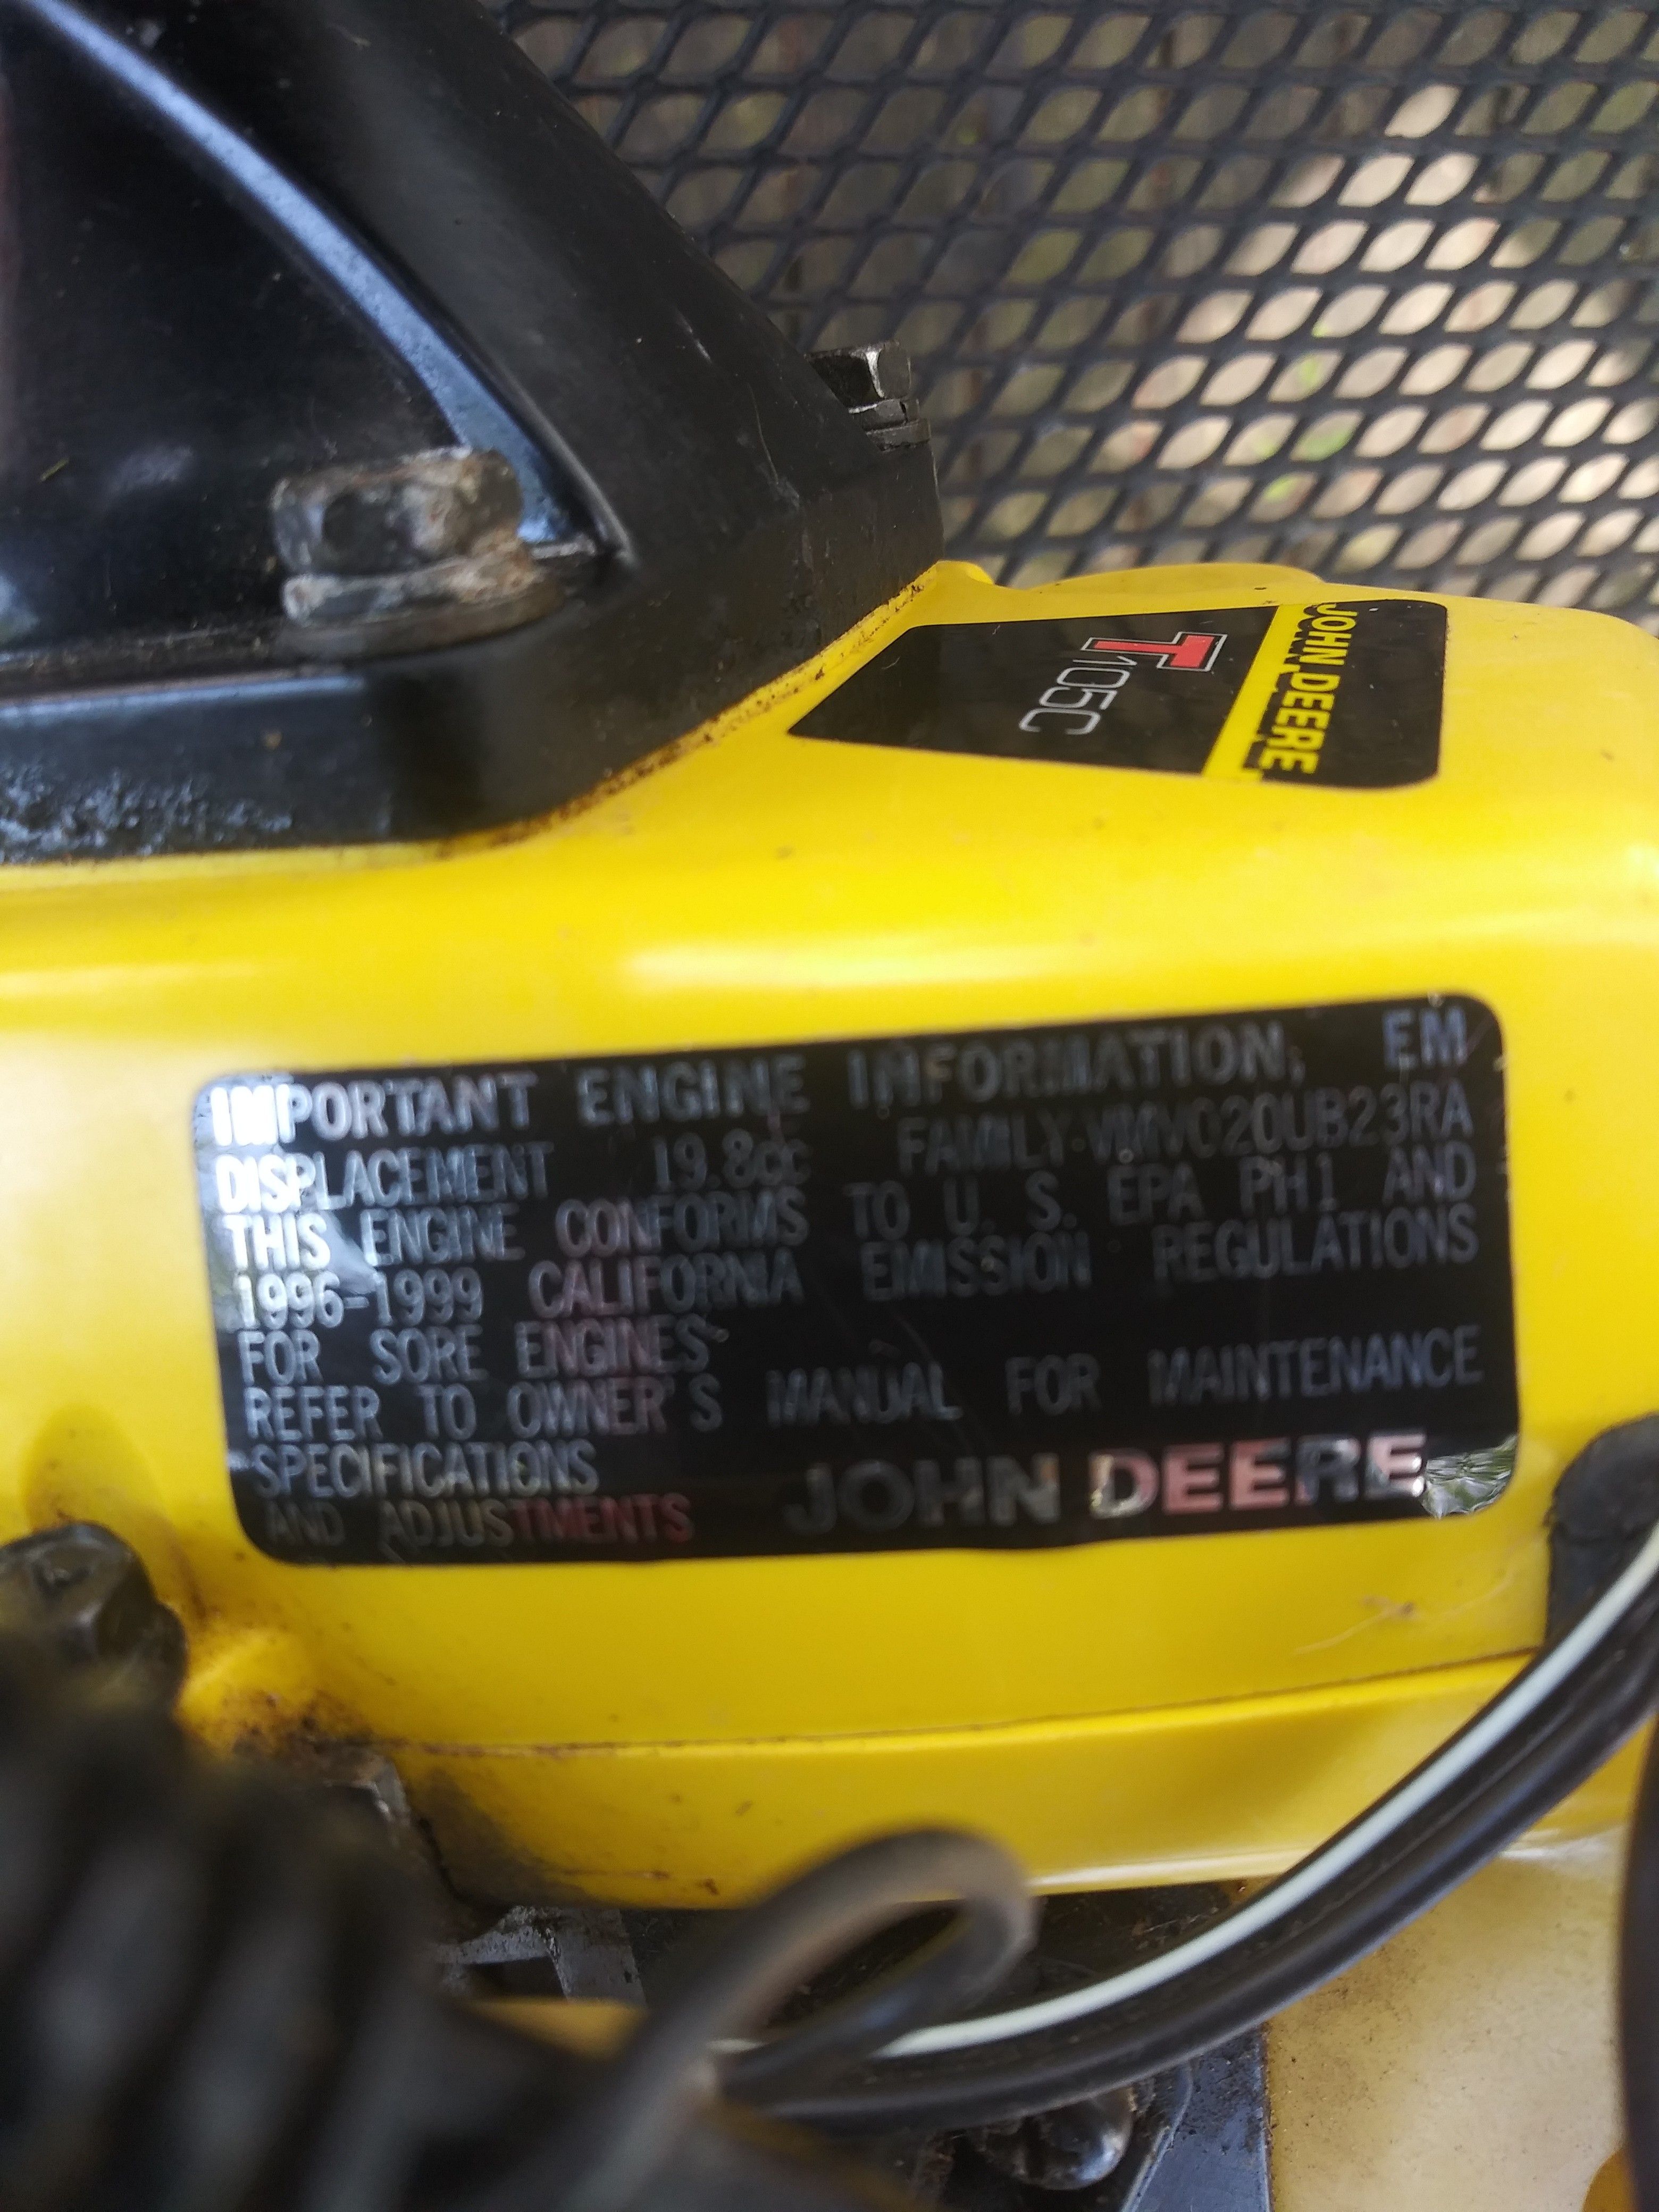 JOHN DEERE
T105C
IMPORTANT ENGINE INFORMATION, EM
DISPLACEMENT 19.8cc FAMILY-VMV020UB23RA
THIS ENGINE CONFORMS TO U. S. EPA PH1 AND
1996-1999 CALIFORNIA EMISSION REGULATIONS
FOR SORE ENGINES
REFER TO OWNER'S MANUAL FOR MAINTENANCE
SPECIFICATIONS
AND ADJUSTMENTS JOHN DEERE